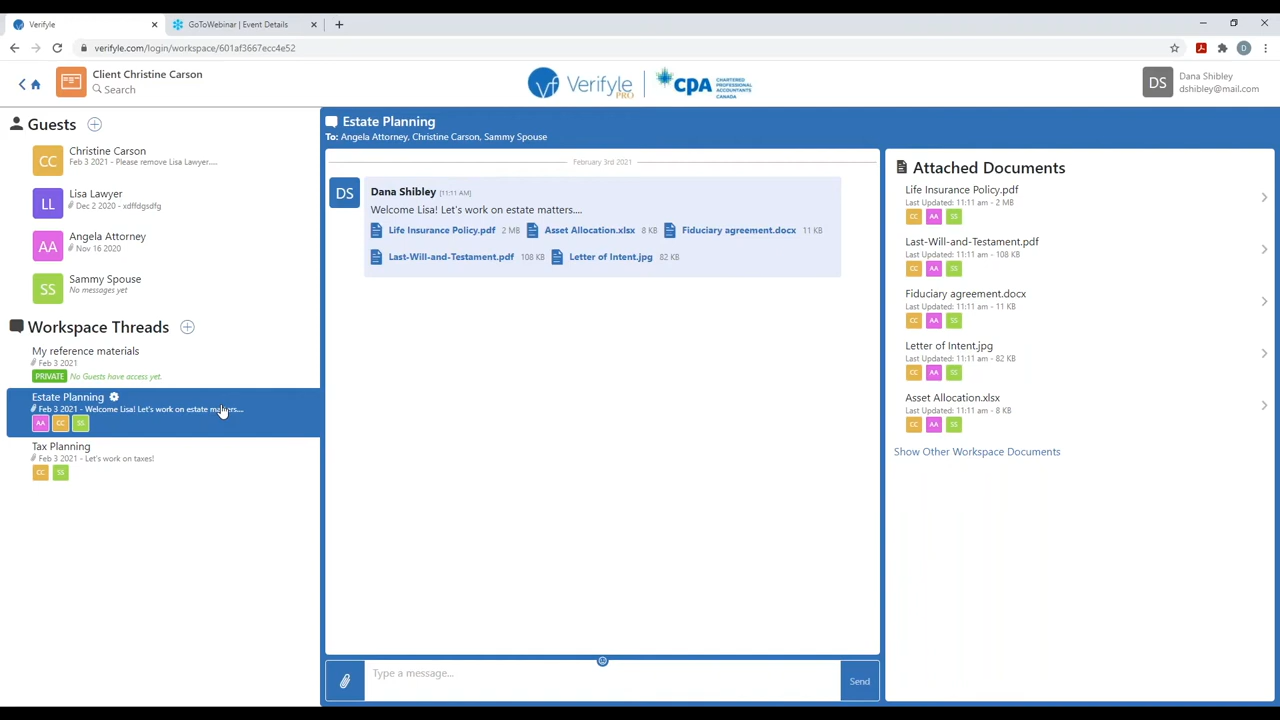 Verifyle
GoToWebinar | Event Details
verifyle.com/login/workspace/601af3667ecc4e52
D
Client Christine Carson
Search
vf Verifyle PRO
CPA CHARTERED PROFESSIONAL ACCOUNTANTS CANADA
DS
Dana Shibley
dshibley@mail.com
Guests
CC
Christine Carson
Feb 3 2021 - Please remove Lisa Lawyer....
LL
Lisa Lawyer
Dec 2 2020 - xdffdgsdfg
AA
Angela Attorney
Nov 16 2020
SS
Sammy Spouse
No messages yet
Workspace Threads
My reference materials
Feb 3 2021
PRIVATE No Guests have access yet.
Estate Planning
Feb 3 2021 - Welcome Lisa! Let's work on estate matters....
AA CC SS
Tax Planning
Feb 3 2021 - Let's work on taxes!
CC SS
Estate Planning
To: Angela Attorney, Christine Carson, Sammy Spouse
February 3rd 2021
DS
Dana Shibley [11:11 AM]
Welcome Lisa! Let's work on estate matters....
Life Insurance Policy.pdf 2 MB Asset Allocation.xlsx 8 KB Fiduciary agreement.docx 11 KB
Last-Will-and-Testament.pdf 108 KB Letter of Intent.jpg 82 KB
Type a message...
Send
Attached Documents
Life Insurance Policy.pdf
Last Updated: 11:11 am - 2 MB
CC AA SS
Last-Will-and-Testament.pdf
Last Updated: 11:11 am - 108 KB
CC AA SS
Fiduciary agreement.docx
Last Updated: 11:11 am - 11 KB
CC AA SS
Letter of Intent.jpg
Last Updated: 11:11 am - 82 KB
CC AA SS
Asset Allocation.xlsx
Last Updated: 11:11 am - 8 KB
CC AA SS
Show Other Workspace Documents